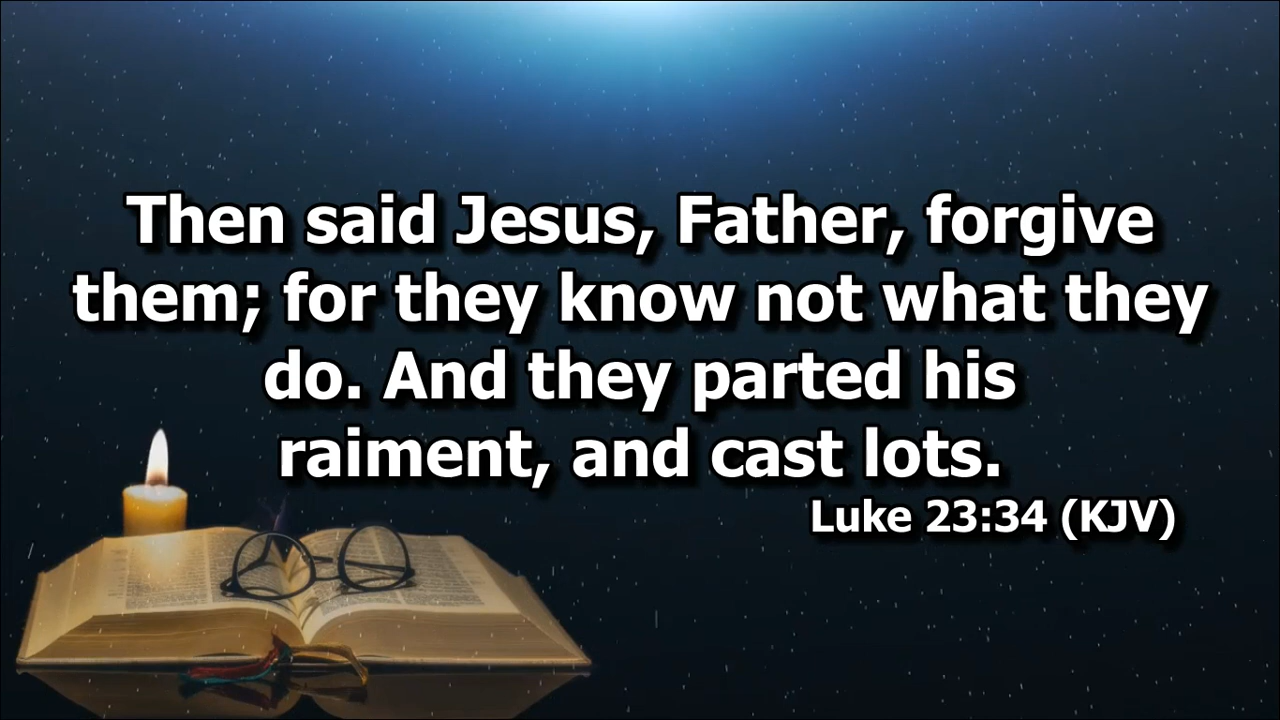 Then said Jesus, Father, forgive
them; for they know not what they
do. And they parted his
raiment, and cast lots.
Luke 23:34 (KJV)